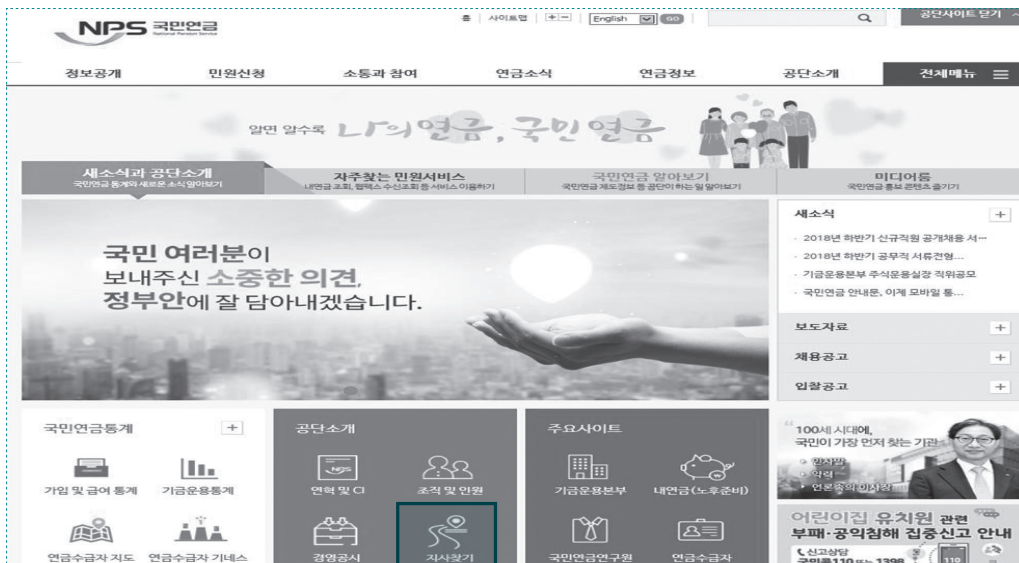 NPS 국민연금
National Pension Service
홈 사이트맵 + - English GO
공단사이트 닫기
정보공개 민원신청 소통과 참여 연금소식 연금정보 공단소개 전체메뉴
알면 알수록 나의 연금, 국민연금
새소식과 공단소개
국민연금 통계와 새로운 소식 알아보기
자주찾는 민원서비스
내연금 조회, 웹팩스 수신조회 등 서비스 이용하기
국민연금 알아보기
국민연금 제도정보 등 공단이 하는 일 알아보기
미디어룸
국민연금 홍보 콘텐츠 즐기기
국민 여러분이
보내주신 소중한 의견,
정부안에 잘 담아내겠습니다.
새소식 +
· 2018년 하반기 신규직원 공개채용 서…
· 2018년 하반기 공무직 서류전형...
· 기금운용본부 주식운용실장 직위공모
· 국민연금 안내문, 이제 모바일 통...
보도자료 +
채용공고 +
입찰공고 +
국민연금통계 +
가입 및 급여 통계 기금운용통계
연금수급자 지도 연금수급자 기네스
공단소개
NPS
연혁 및 CI 조직 및 인원
경영공시 지사찾기
주요사이트
기금운용본부 내연금(노후준비)
국민연금연구원 연금수급자
“100세 시대에,
국민이 가장 먼저 찾는 기관
인사말
약력
언론속의 이사장
어린이집 유치원 관련
부패·공익침해 집중신고 안내
신고상담
국민콜110 또는 1398
110